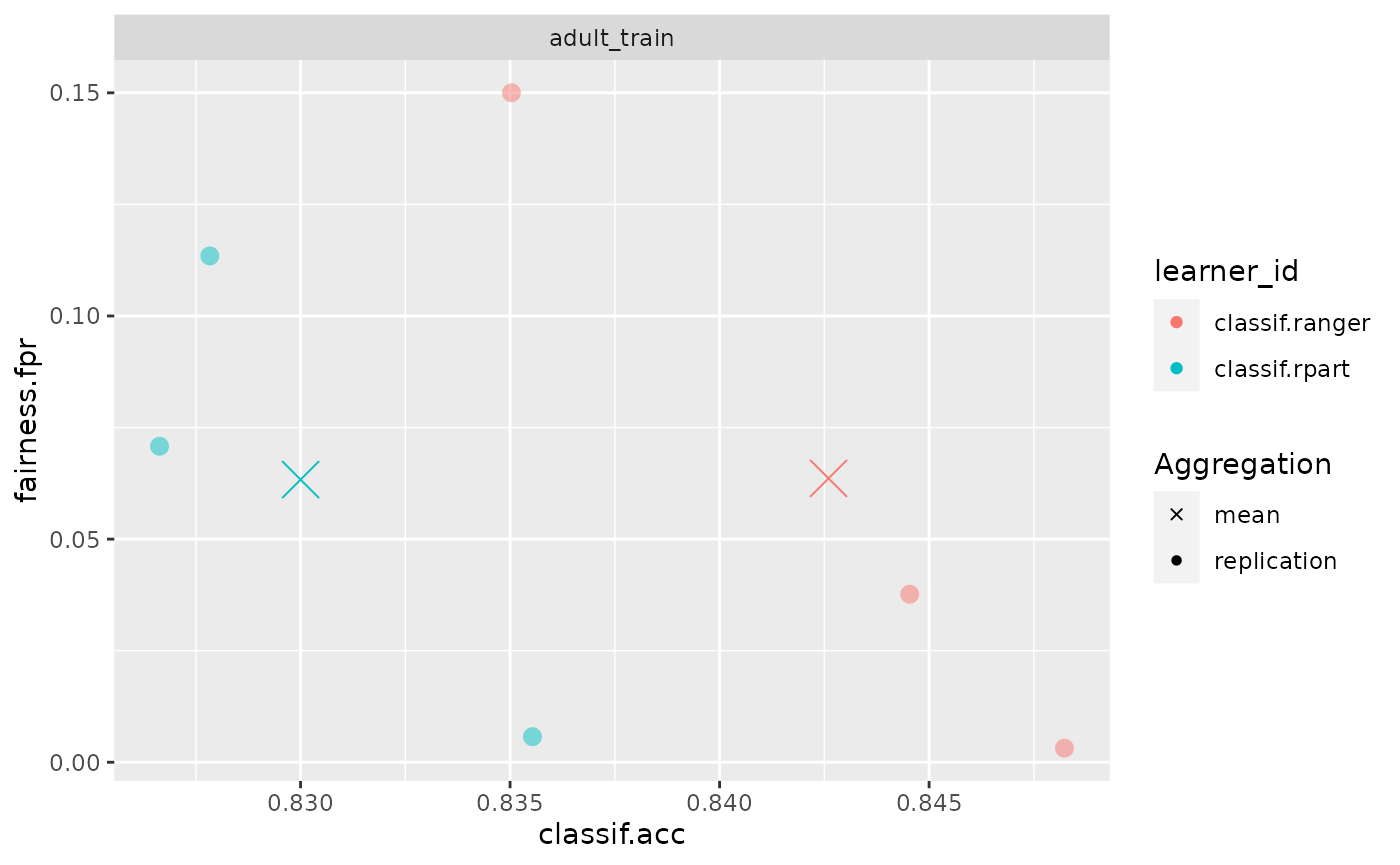 adult_train
0.15
0.10
0.05
0.00
fairness.fpr
0.830 0.835 0.840 0.845
classif.acc
learner_id
classif.ranger
classif.rpart
Aggregation
mean
replication